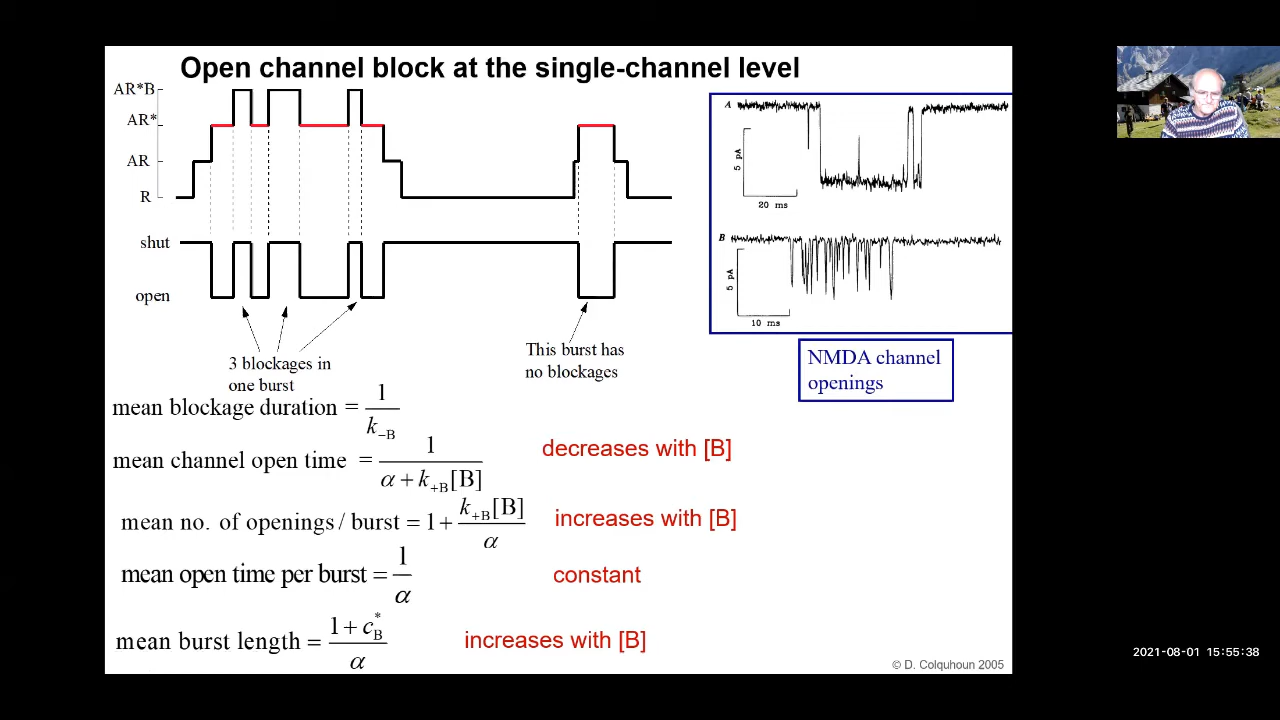 Open channel block at the single-channel level
AR*B
AR*
AR
R
shut
open
3 blockages in
one burst
This burst has
no blockages
A
5 pA
20 ms
B
5 pA
10 ms
NMDA channel
openings
mean blockage duration = 1/k₋B
mean channel open time = 1/(α + k₊B[B])
decreases with [B]
mean no. of openings / burst = 1 + k₊B[B]/α
increases with [B]
mean open time per burst = 1/α
constant
mean burst length = (1 + c*B)/α
increases with [B]
© D. Colquhoun 2005
2021-08-01 15:55:38